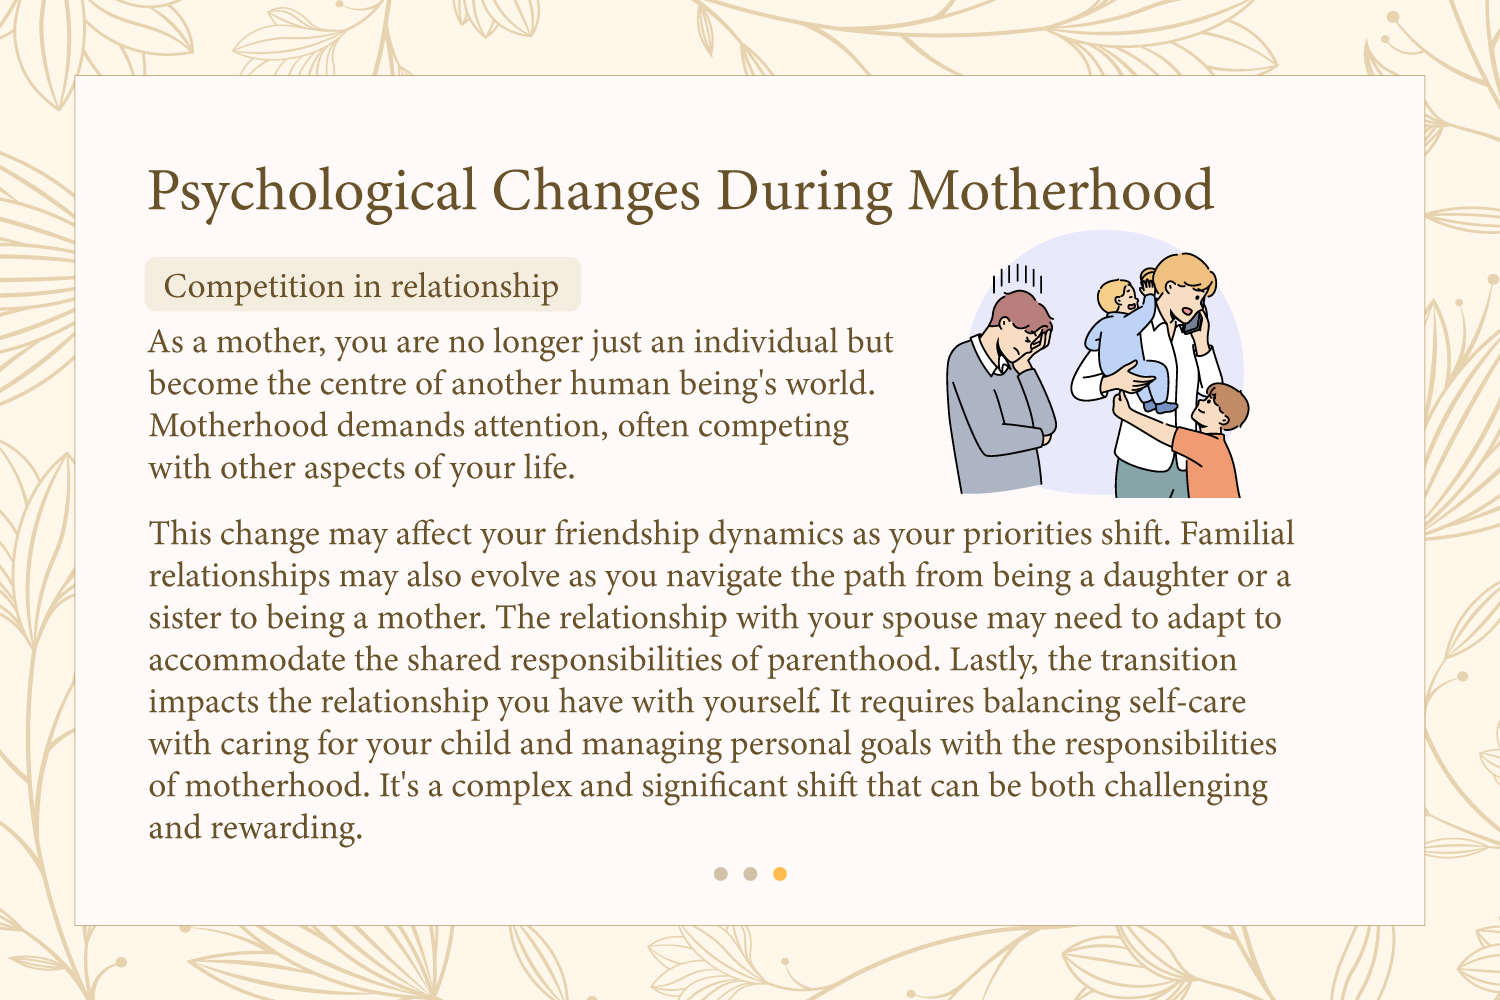 Psychological Changes During Motherhood
Competition in relationship
As a mother, you are no longer just an individual but
become the centre of another human being's world.
Motherhood demands attention, often competing
with other aspects of your life.
This change may affect your friendship dynamics as your priorities shift. Familial
relationships may also evolve as you navigate the path from being a daughter or a
sister to being a mother. The relationship with your spouse may need to adapt to
accommodate the shared responsibilities of parenthood. Lastly, the transition
impacts the relationship you have with yourself. It requires balancing self-care
with caring for your child and managing personal goals with the responsibilities
of motherhood. It's a complex and significant shift that can be both challenging
and rewarding.